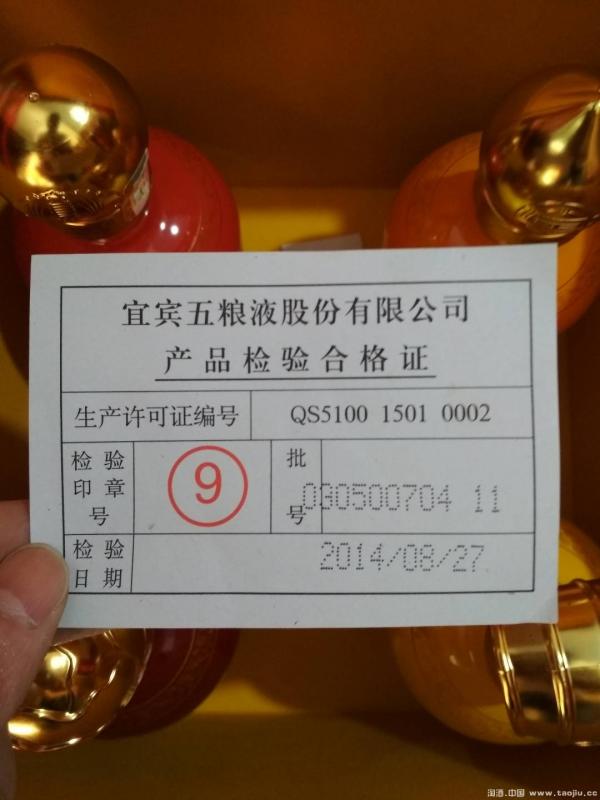 宜宾五粮液股份有限公司
产品检验合格证
生产许可证编号 QS5100 1501 0002
检验印章号 9 批号 030500704 11
检验日期 2014/08/27
淘酒.中国 www.taojiu.cc